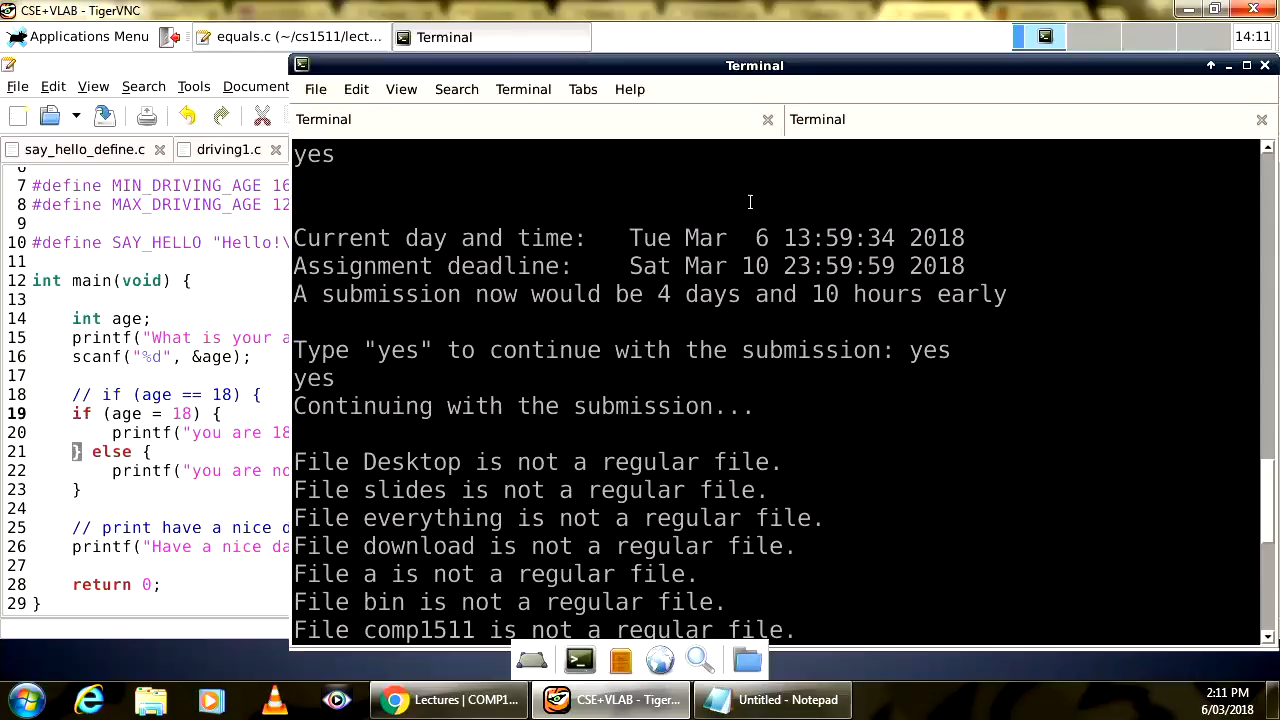 CSE+VLAB - TigerVNC
Applications Menu
equals.c (~/cs1511/lect...
Terminal
14:11
Terminal
File Edit View Search Tools Document
File Edit View Search Terminal Tabs Help
Terminal
Terminal
say_hello_define.c
driving1.c
7 #define MIN_DRIVING_AGE 16
8 #define MAX_DRIVING_AGE 12
9
10 #define SAY_HELLO "Hello!\
11
12 int main(void) {
13
14 int age;
15 printf("What is your a
16 scanf("%d", &age);
17
18 // if (age == 18) {
19 if (age = 18) {
20 printf("you are 18
21 } else {
22 printf("you are no
23 }
24
25 // print have a nice d
26 printf("Have a nice da
27
28 return 0;
29 }
yes
Current day and time: Tue Mar 6 13:59:34 2018
Assignment deadline: Sat Mar 10 23:59:59 2018
A submission now would be 4 days and 10 hours early
Type "yes" to continue with the submission: yes
yes
Continuing with the submission...
File Desktop is not a regular file.
File slides is not a regular file.
File everything is not a regular file.
File download is not a regular file.
File a is not a regular file.
File bin is not a regular file.
File comp1511 is not a regular file.
Lectures | COMP1...
CSE+VLAB - TigerV...
Untitled - Notepad
2:11 PM
6/03/2018